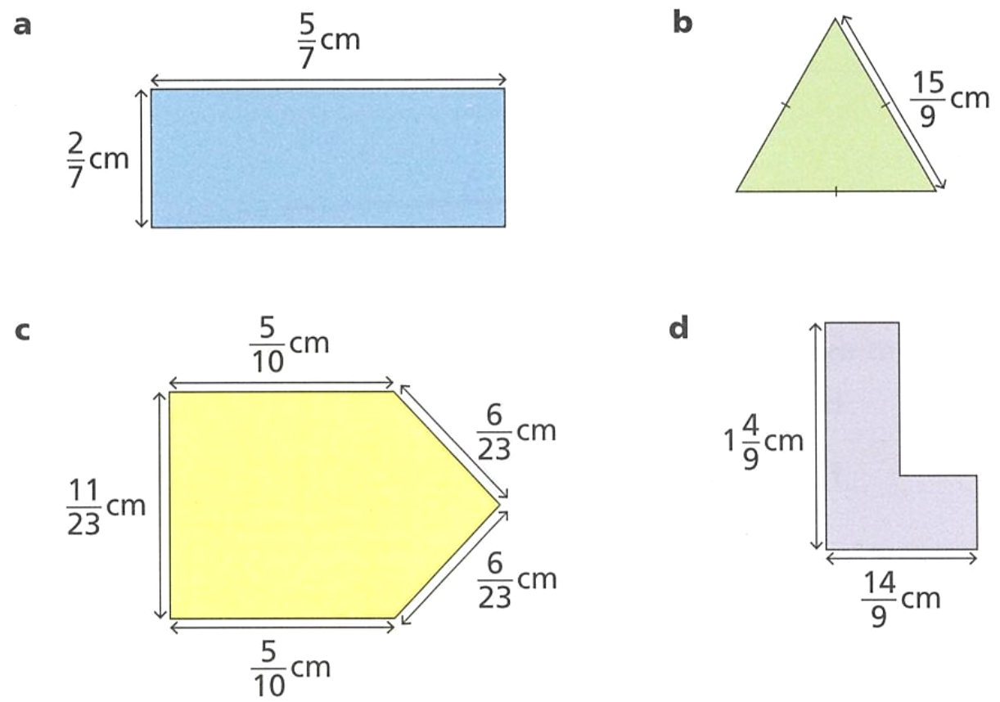 a
5/7 cm
2/7 cm
b
15/9 cm
c
5/10 cm
6/23 cm
11/23 cm
6/23 cm
5/10 cm
d
1 4/9 cm
14/9 cm